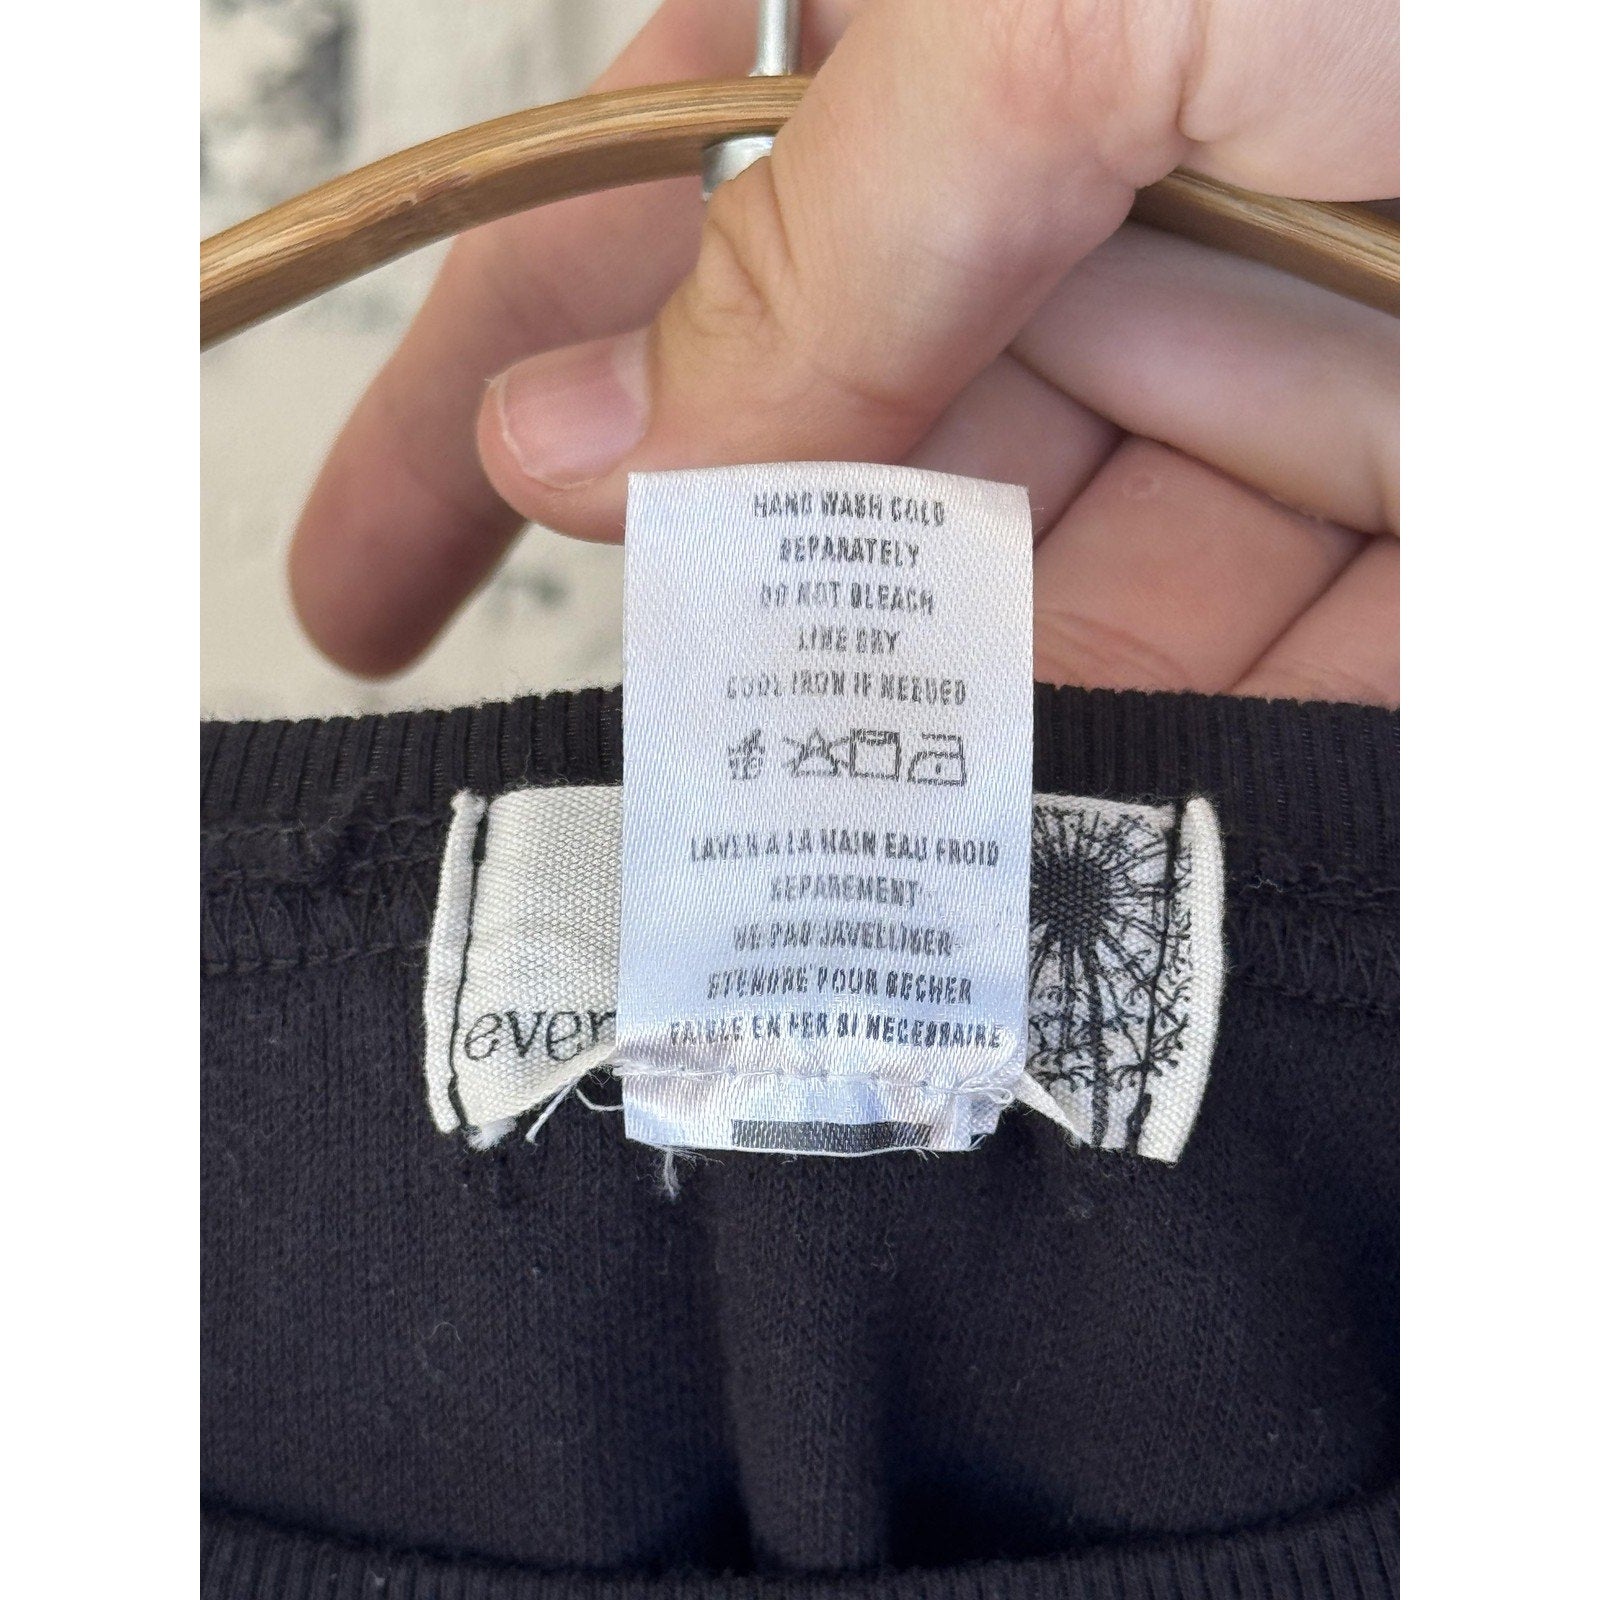 HAND WASH COLD
SEPARATELY
DO NOT BLEACH
LINE DRY
COOL IRON IF NEEDED
LAVER A LA MAIN EAU FROID
SEPAREMENT
NE PAS JAVELLISER
ETENDRE POUR SECHER
FAIBLE EN FER SI NECESSAIRE
ever